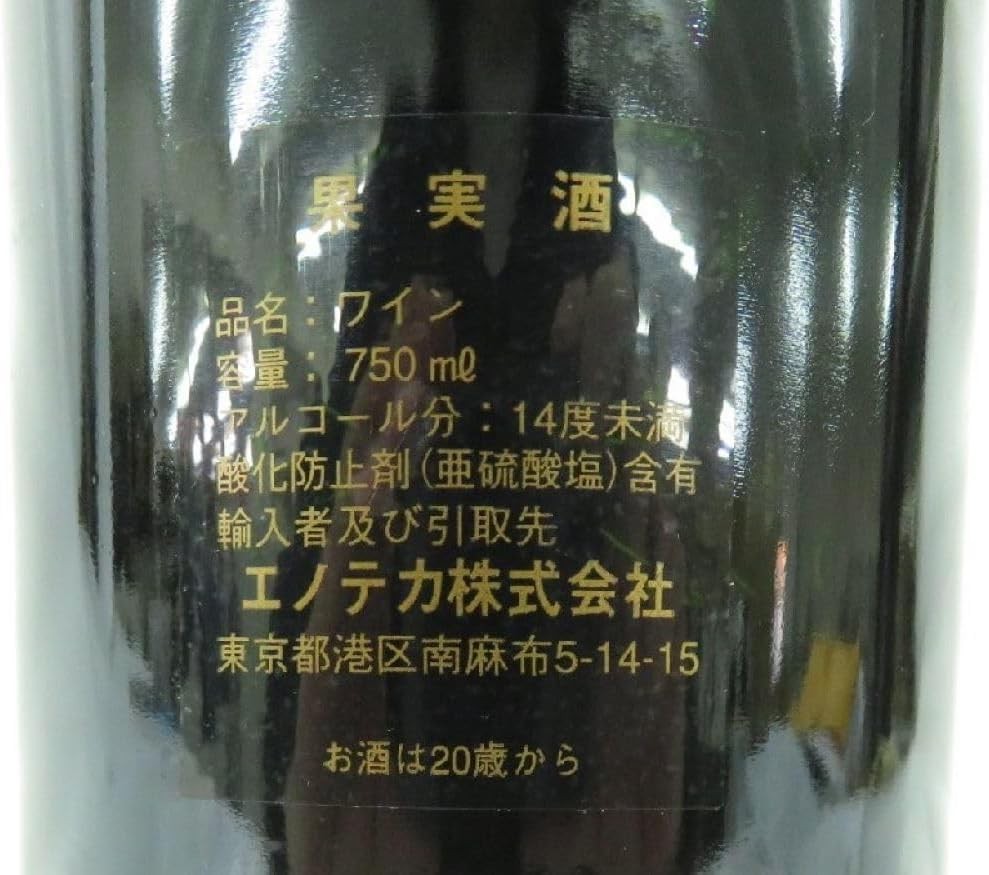 果実酒
品名：ワイン
容量：750㎖
アルコール分：14度未満
酸化防止剤(亜硫酸塩)含有
輸入者及び引取先
エノテカ株式会社
東京都港区南麻布5-14-15
お酒は20歳から